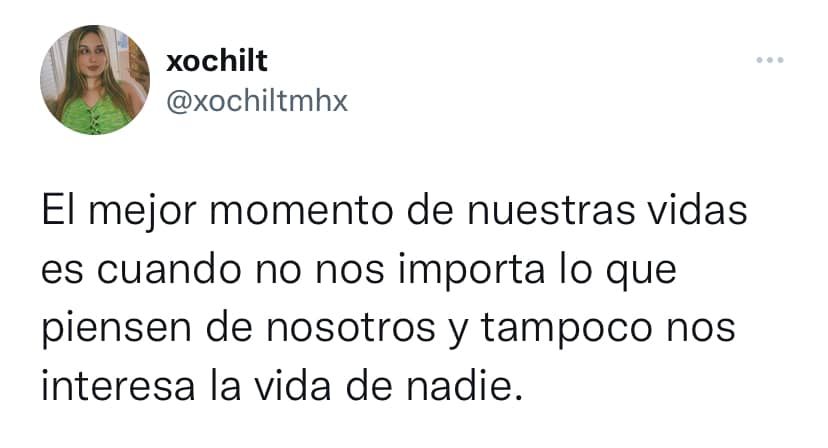 xochilt
@xochiltmhx
El mejor momento de nuestras vidas
es cuando no nos importa lo que
piensen de nosotros y tampoco nos
interesa la vida de nadie.